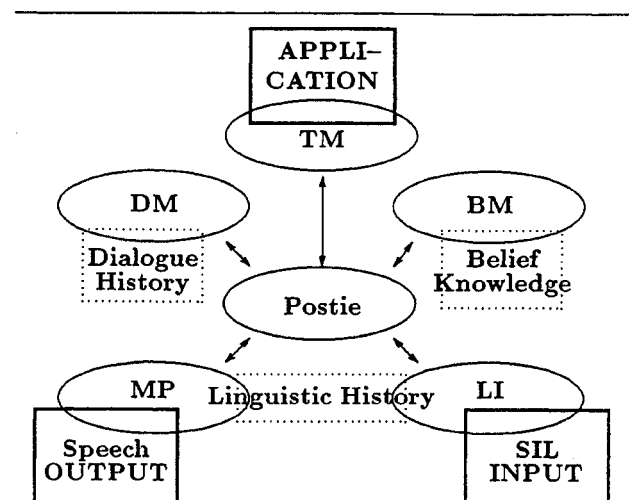 APPLI–
CATION
TM
DM
BM
Dialogue
History
Belief
Knowledge
Postie
MP
Linguistic History
LI
Speech
OUTPUT
SIL
INPUT